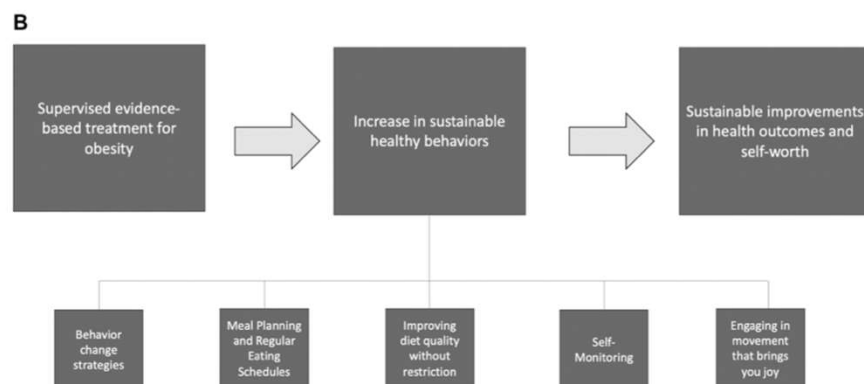 B
Supervised evidence-
based treatment for
obesity
Increase in sustainable
healthy behaviors
Sustainable improvements
in health outcomes and
self-worth
Behavior
change
strategies
Meal Planning
and Regular
Eating
Schedules
Improving
diet quality
without
restriction
Self-
Monitoring
Engaging in
movement
that brings
you joy